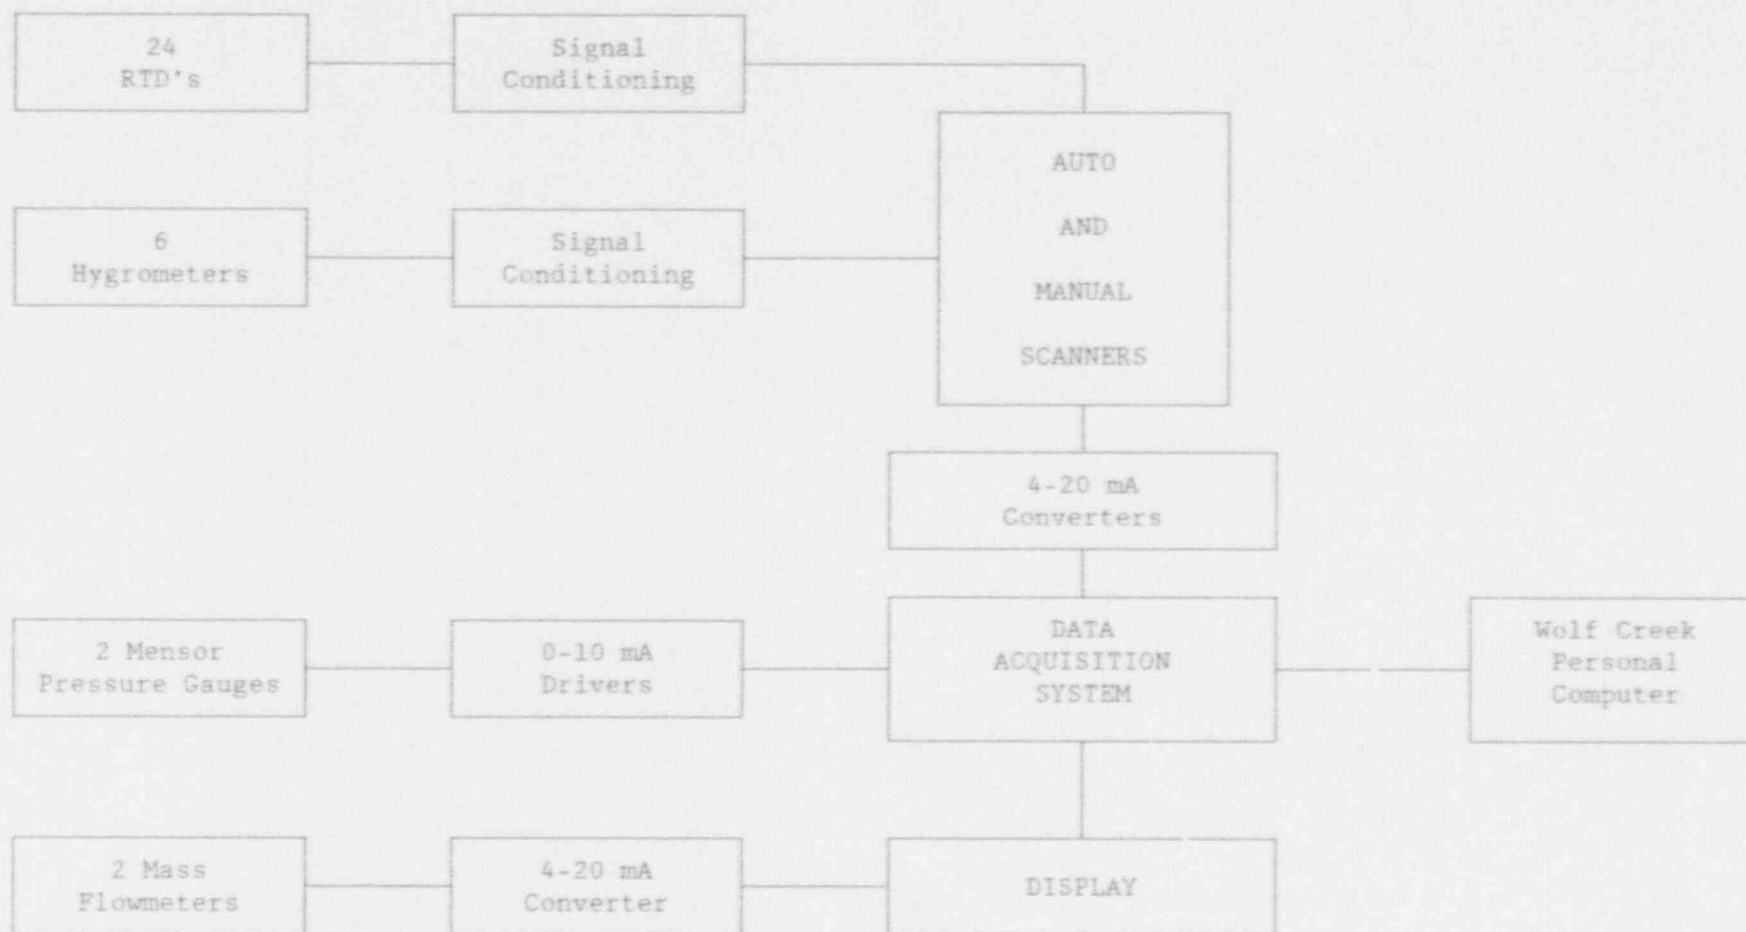 24
RTD's
Signal
Conditioning
6
Hygrometers
Signal
Conditioning
AUTO
AND
MANUAL
SCANNERS
4-20 mA
Converters
2 Mensor
Pressure Gauges
0-10 mA
Drivers
DATA
ACQUISITION
SYSTEM
Wolf Creek
Personal
Computer
2 Mass
Flowmeters
4-20 mA
Converter
DISPLAY